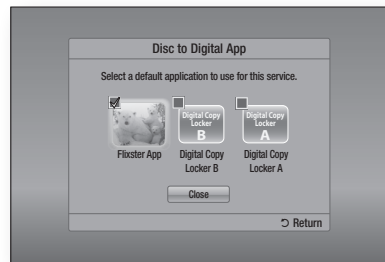 Disc to Digital App
Select a default application to use for this service.
Digital Copy
Locker
B
Digital Copy
Locker
A
Flixster App
Digital Copy
Locker B
Digital Copy
Locker A
Close
Return